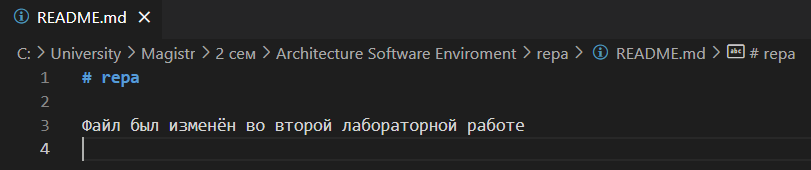 README.md
C: > University > Magistr > 2 сем > Architecture Software Enviroment > repa > README.md > # repa
1 # repa
2
3 Файл был изменён во второй лабораторной работе
4